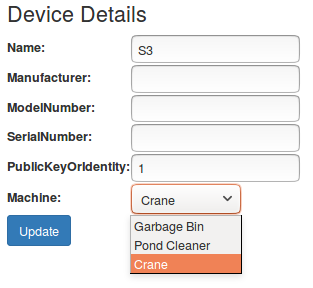 Device Details
Name: S3
Manufacturer:
ModelNumber:
SerialNumber:
PublicKeyOrIdentity: 1
Machine: Crane
Update
Garbage Bin
Pond Cleaner
Crane